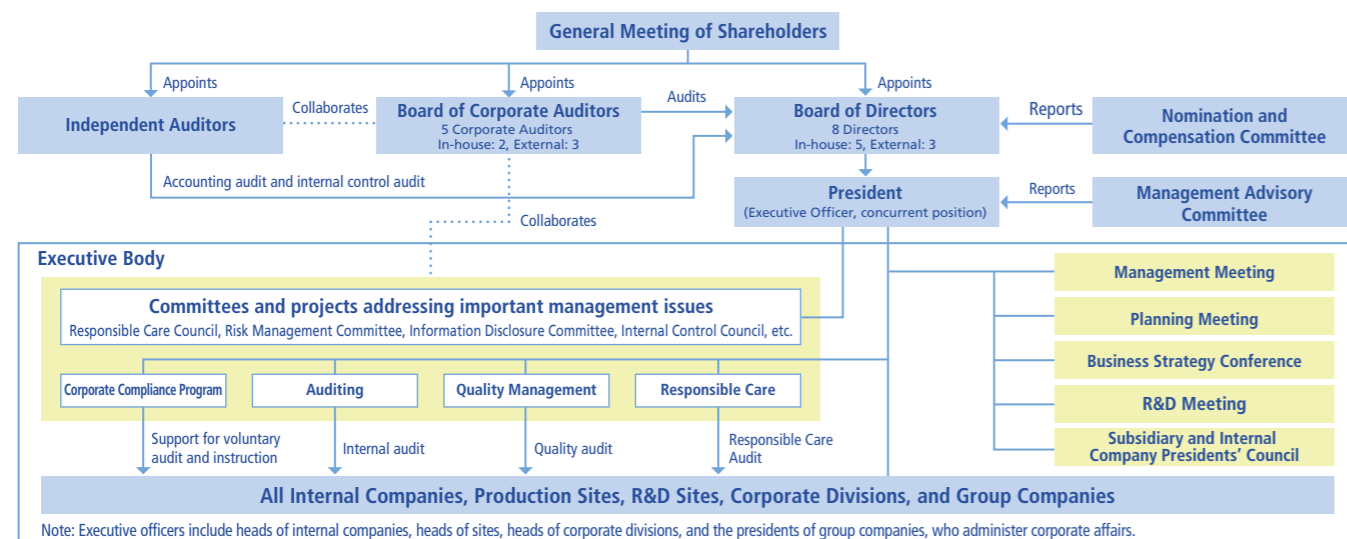 General Meeting of Shareholders
Appoints
Appoints
Appoints
Independent Auditors
Collaborates
Board of Corporate Auditors
5 Corporate Auditors
In-house: 2, External: 3
Audits
Board of Directors
8 Directors
In-house: 5, External: 3
Reports
Nomination and
Compensation Committee
Accounting audit and internal control audit
Collaborates
President
(Executive Officer, concurrent position)
Reports
Management Advisory
Committee
Executive Body
Committees and projects addressing important management issues
Responsible Care Council, Risk Management Committee, Information Disclosure Committee, Internal Control Council, etc.
Corporate Compliance Program
Auditing
Quality Management
Responsible Care
Support for voluntary
audit and instruction
Internal audit
Quality audit
Responsible Care
Audit
Management Meeting
Planning Meeting
Business Strategy Conference
R&D Meeting
Subsidiary and Internal
Company Presidents' Council
All Internal Companies, Production Sites, R&D Sites, Corporate Divisions, and Group Companies
Note: Executive officers include heads of internal companies, heads of sites, heads of corporate divisions, and the presidents of group companies, who administer corporate affairs.